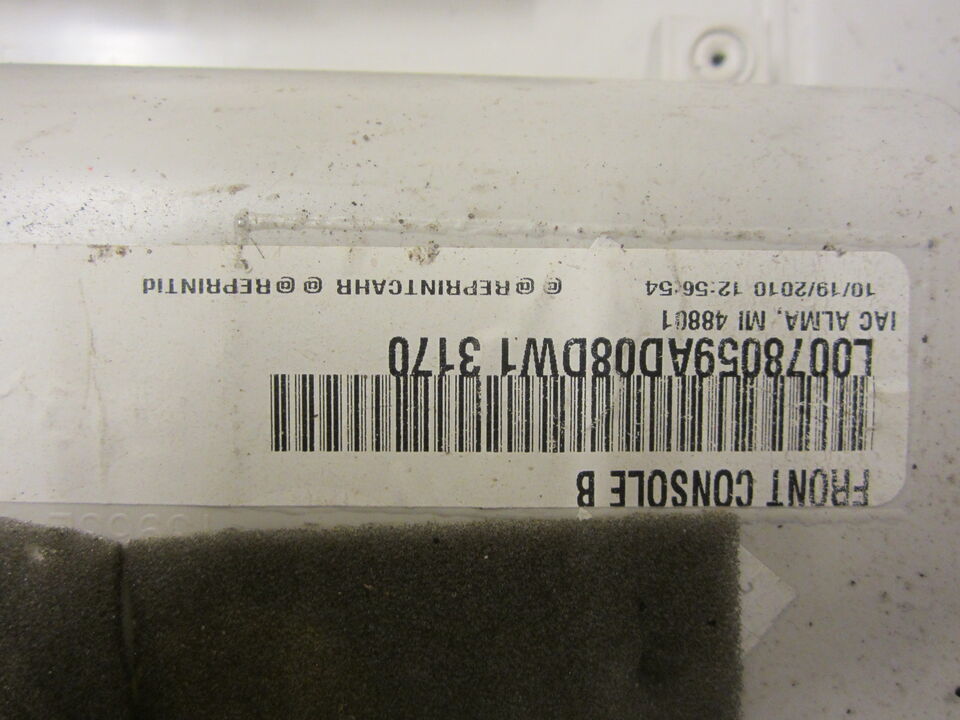 FRONT CONSOLE B
L0078059AD08DW1 3170
IAC ALMA, MI 48801
10/19/2010 12:56:54 @@REPRINTCAHR @ @REPRINTid